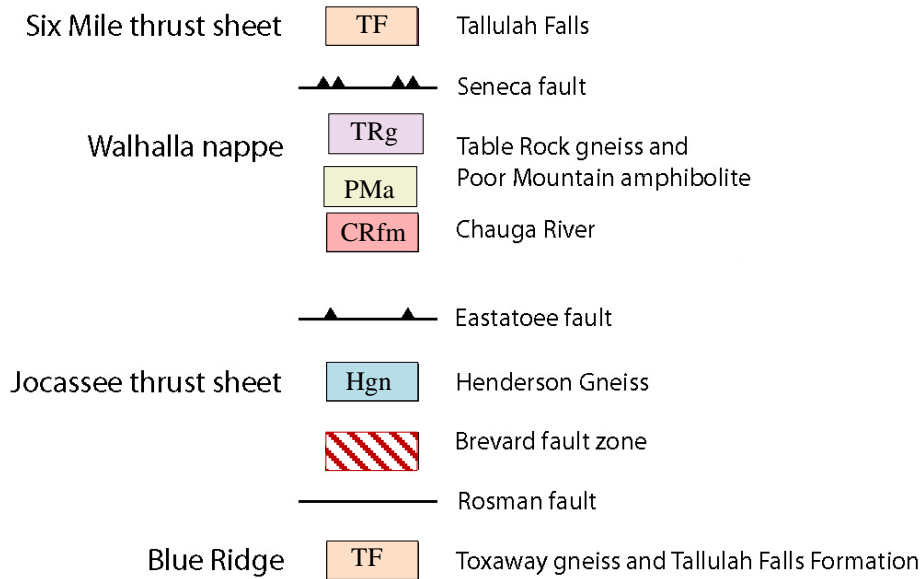 Six Mile thrust sheet TF Tallulah Falls
Seneca fault
Walhalla nappe TRg Table Rock gneiss and
PMa Poor Mountain amphibolite
CRfm Chauga River
Eastatoee fault
Jocassee thrust sheet Hgn Henderson Gneiss
Brevard fault zone
Rosman fault
Blue Ridge TF Toxaway gneiss and Tallulah Falls Formation